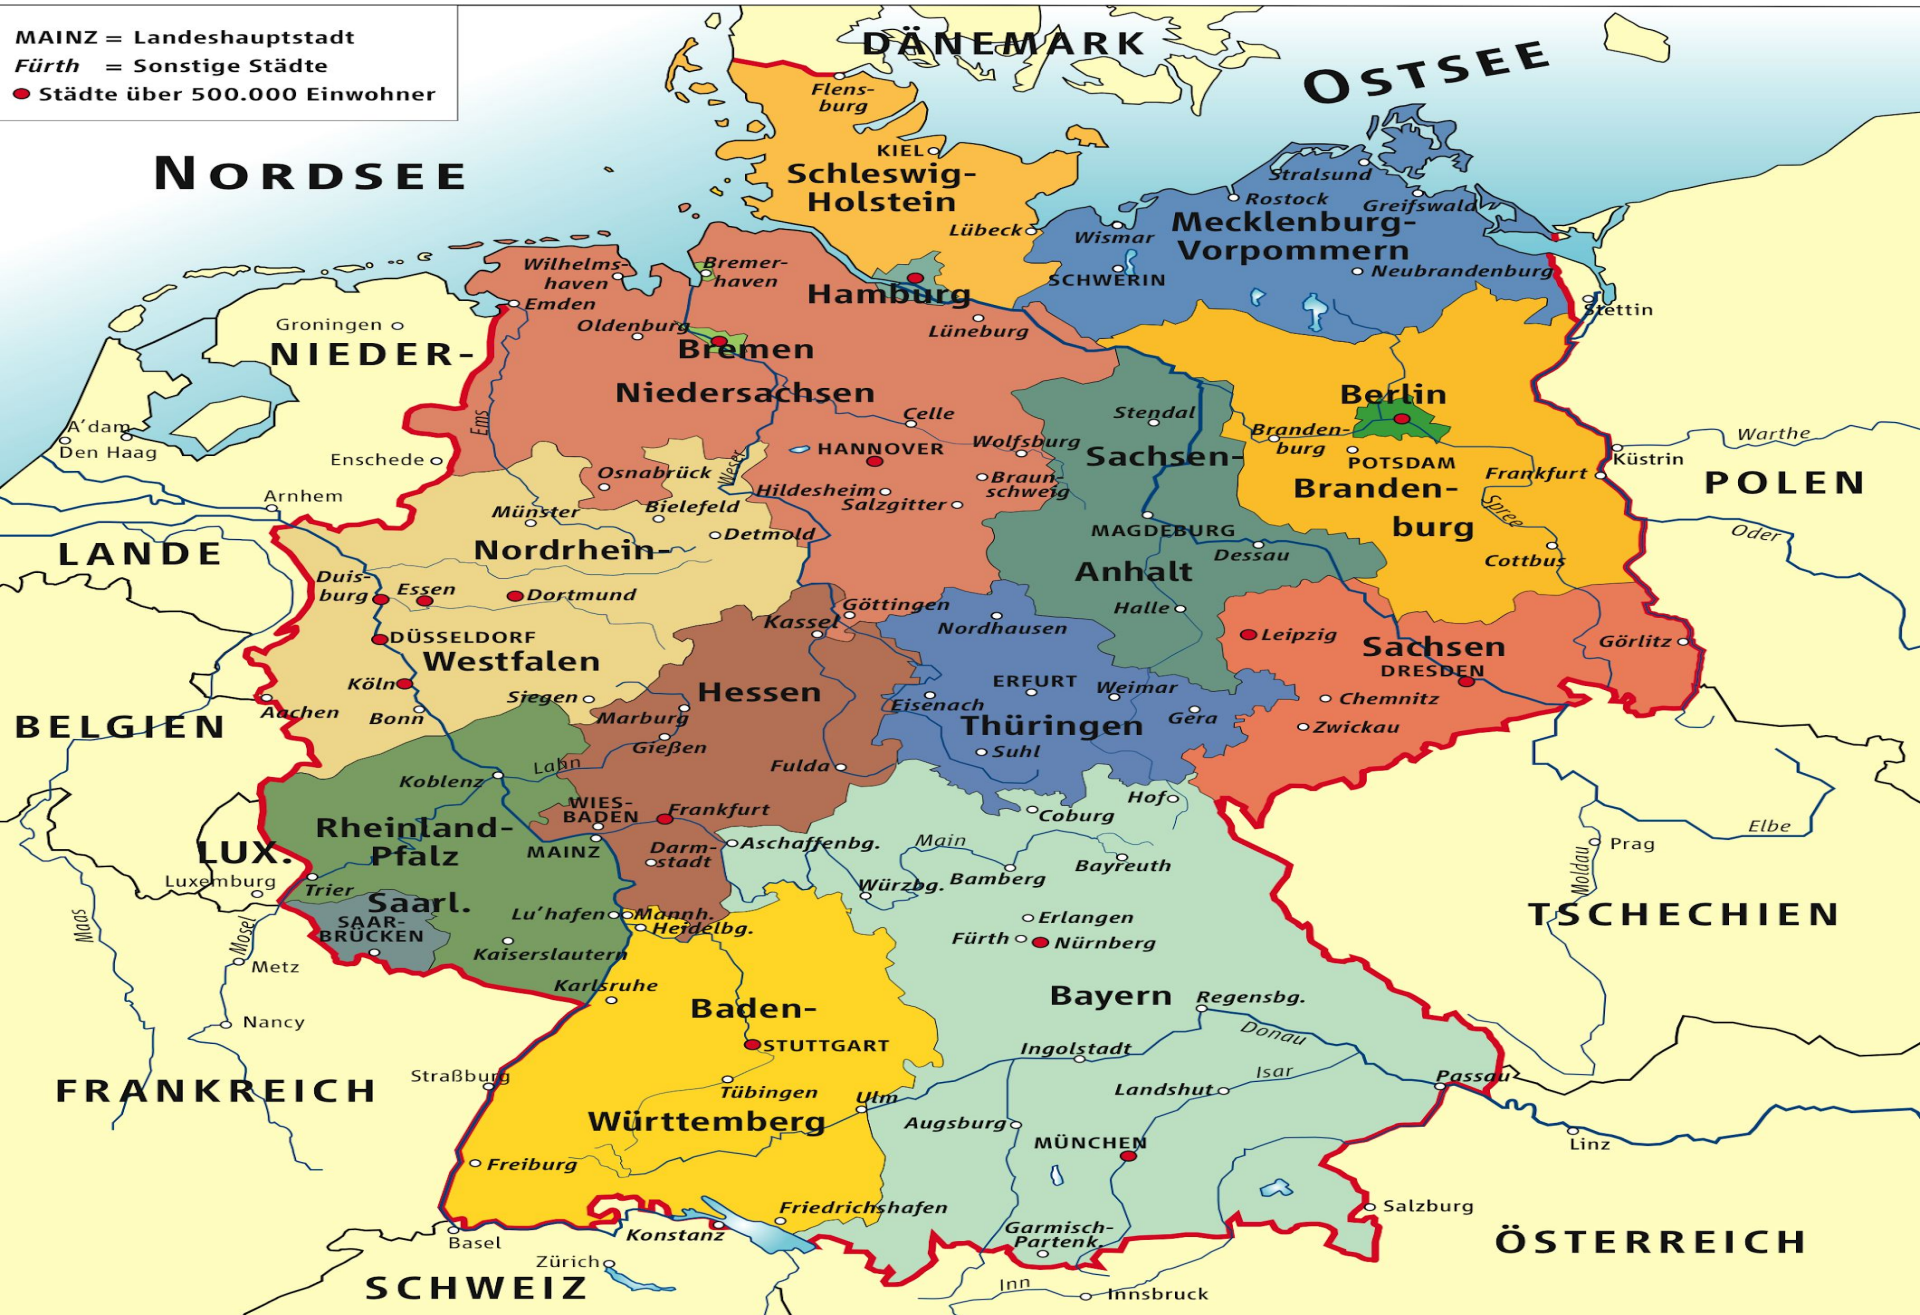 MAINZ = Landeshauptstadt
Fürth = Sonstige Städte
Städte über 500.000 Einwohner
DÄNEMARK
OSTSEE
NORDSEE
Flens-
burg
KIEL
Schleswig-
Holstein
Lübeck
Stralsund
Rostock
Greifswald
Mecklenburg-
Vorpommern
Wismar
SCHWERIN
Neubrandenburg
Stettin
Wilhelms-
haven
Bremer-
haven
Hamburg
Emden
Oldenburg
Lüneburg
Bremen
Groningen
NIEDER-
Niedersachsen
Ems
Celle
Stendal
Berlin
A'dam
Den Haag
Enschede
HANNOVER
Wolfsburg
Sachsen-
Branden-
burg
POTSDAM
Frankfurt
Warthe
Küstrin
POLEN
Osnabrück
Weser
Hildesheim
Braun-
schweig
Salzgitter
Branden-
burg
Spree
Arnhem
Münster
Bielefeld
Detmold
MAGDEBURG
Dessau
Oder
LANDE
Nordrhein-
Anhalt
Cottbus
Duis-
burg
Essen
Dortmund
Göttingen
Halle
Kassel
Nordhausen
Leipzig
Sachsen
Görlitz
DÜSSELDORF
Westfalen
DRESDEN
Köln
Siegen
Hessen
ERFURT
Weimar
Chemnitz
Aachen
Bonn
Marburg
Eisenach
Thüringen
Gera
Zwickau
BELGIEN
Gießen
Suhl
Lahn
Fulda
Koblenz
Hof
WIES-
BADEN
Frankfurt
Coburg
Elbe
Rheinland-
Pfalz
MAINZ
Darm-
stadt
Aschaffenbg.
Main
Bayreuth
Prag
Moldau
LUX.
Luxemburg
Trier
Würzbg.
Bamberg
Saarl.
SAAR-
BRÜCKEN
Lu'hafen
Mannh.
Heidelbg.
Erlangen
Fürth
Nürnberg
TSCHECHIEN
Maas
Mosel
Kaiserslautern
Metz
Karlsruhe
Baden-
Bayern
Regensbg.
Nancy
Donau
STUTTGART
Ingolstadt
Isar
Passau
FRANKREICH
Straßburg
Tübingen
Ulm
Landshut
Württemberg
Augsburg
MÜNCHEN
Linz
Freiburg
Friedrichshafen
Salzburg
Konstanz
Garmisch-
Partenk.
Basel
Zürich
SCHWEIZ
Inn
Innsbruck
ÖSTERREICH